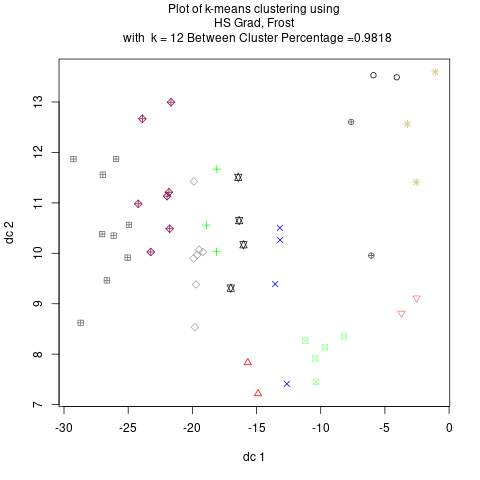 Plot of k-means clustering using
HS Grad, Frost
with k = 12 Between Cluster Percentage =0.9818
13
12
11
10
9
8
7
dc 2
-30 -25 -20 -15 -10 -5 0
dc 1